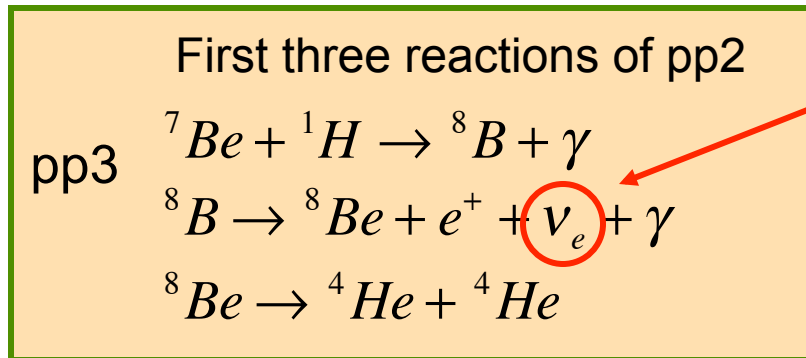 First three reactions of pp2
pp3
⁷Be + ¹H → ⁸B + γ
⁸B → ⁸Be + e⁺ + νₑ + γ
⁸Be → ⁴He + ⁴He